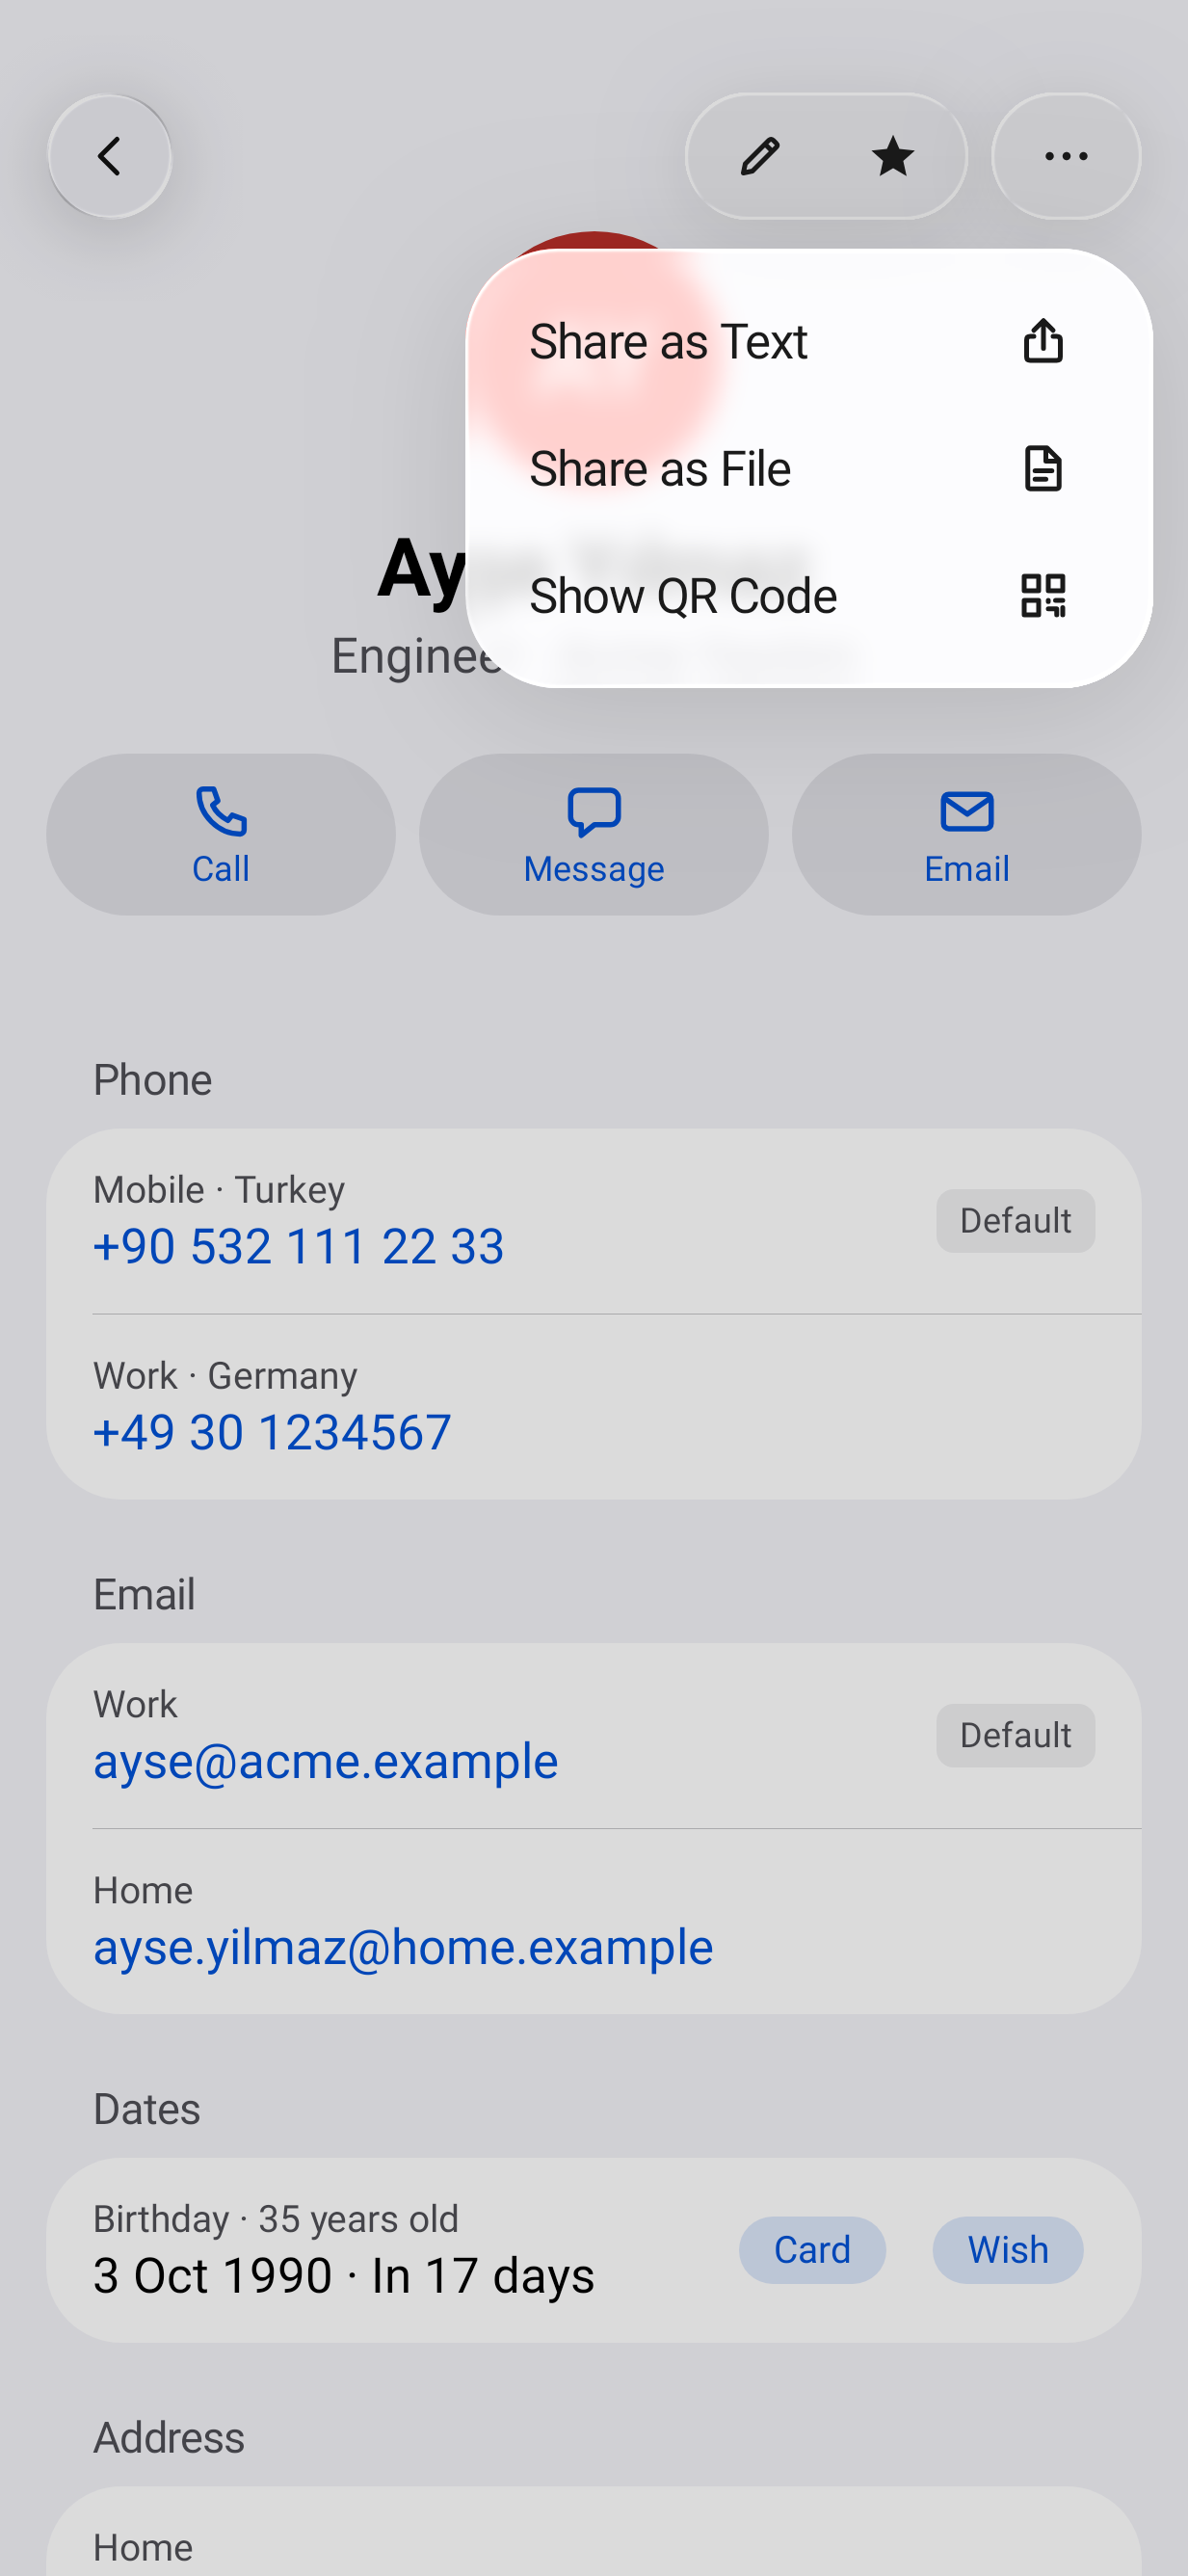 Share as Text
Share as File
Show QR Code
Ay
Enginee
Call
Message
Email
Phone
Mobile · Turkey
+90 532 111 22 33
Default
Work · Germany
+49 30 1234567
Email
Work
ayse@acme.example
Default
Home
ayse.yilmaz@home.example
Dates
Birthday · 35 years old
3 Oct 1990 · In 17 days
Card
Wish
Address
Home